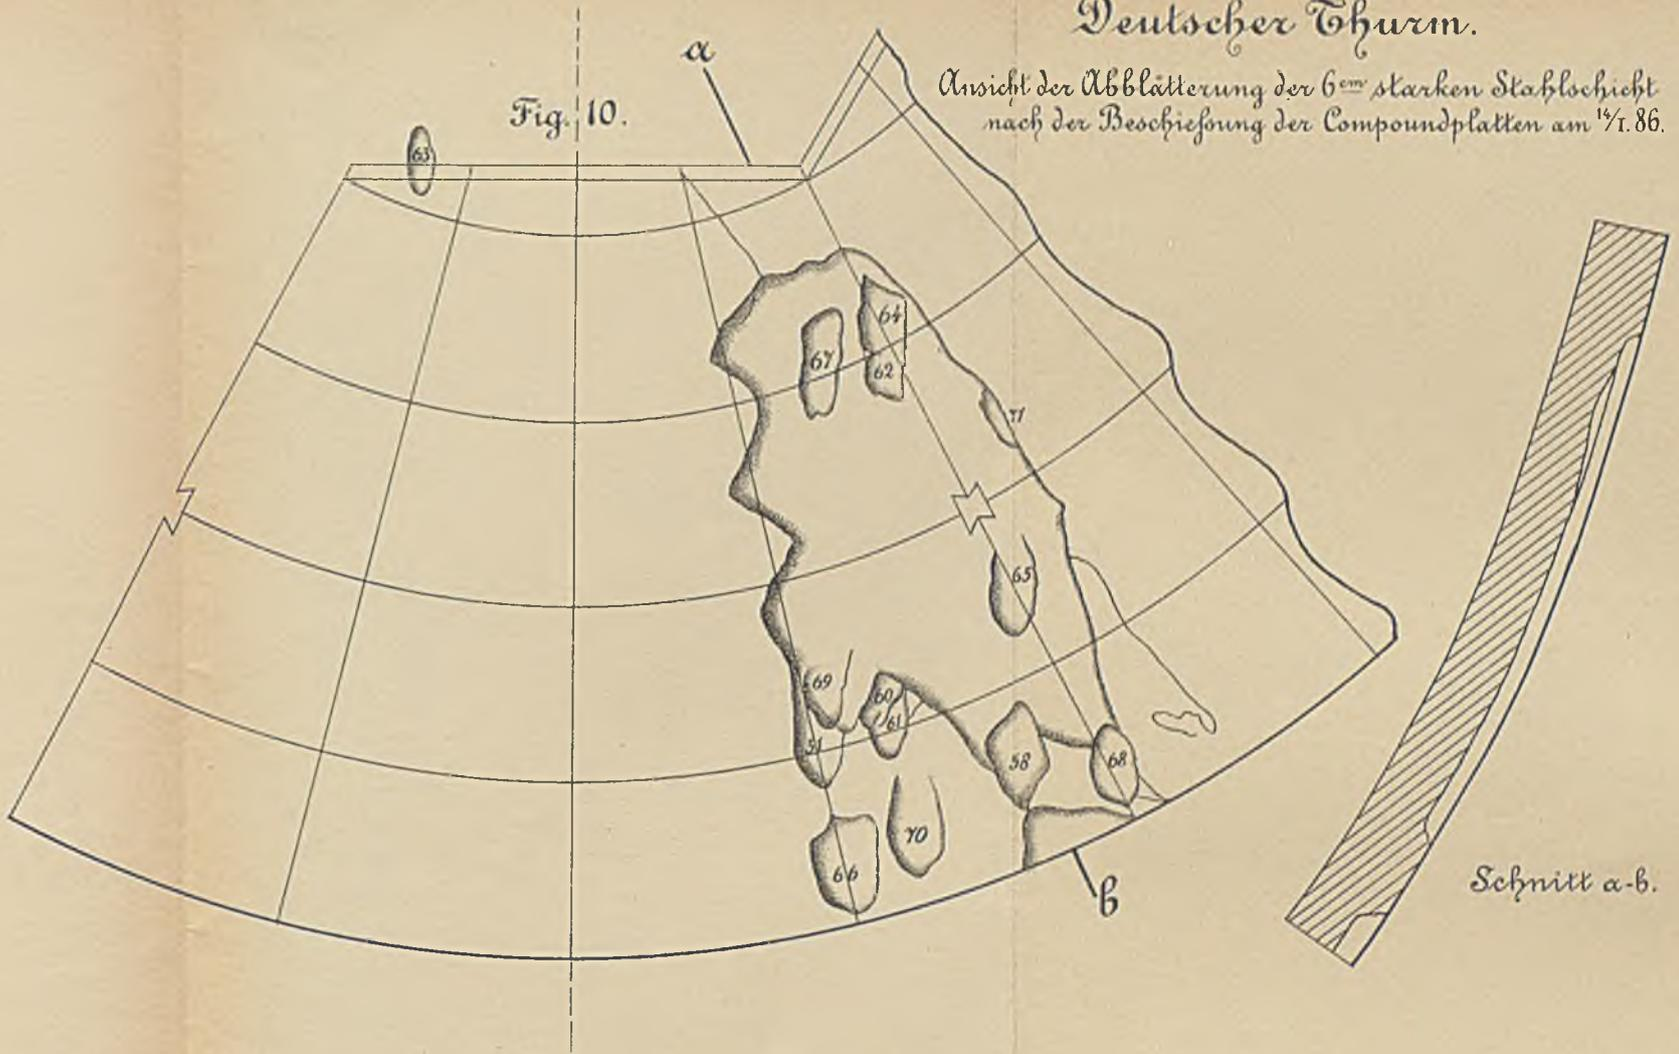 Deutscher Thurm.
Ansicht der Abblätterung der 6cm starken Stahlschicht
nach der Beschießung der Compoundplatten am 14/I. 86.
Fig. 10.
a
63
64
67
62
71
65
69
60
61
51
58
68
70
66
b
Schnitt a-b.